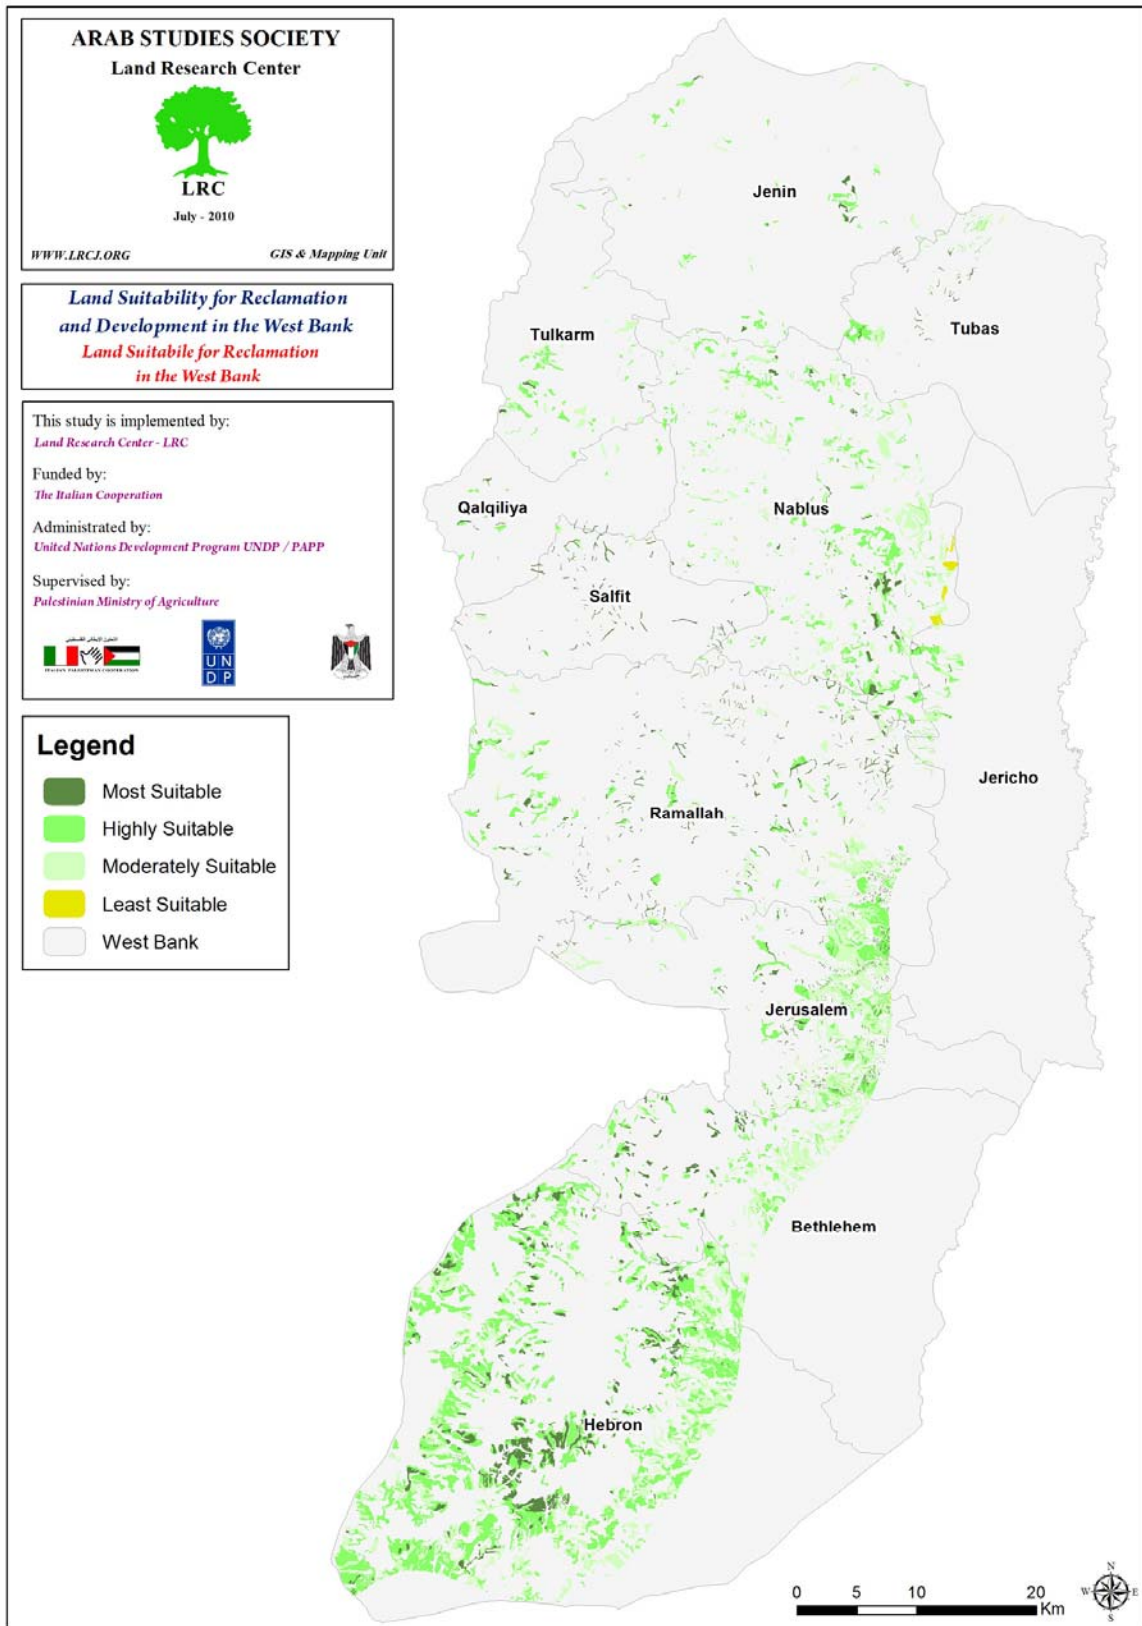 ARAB STUDIES SOCIETY
Land Research Center
LRC
July - 2010
WWW.LRCJ.ORG
GIS & Mapping Unit
Land Suitability for Reclamation
and Development in the West Bank
Land Suitabile for Reclamation
in the West Bank
This study is implemented by:
Land Research Center - LRC
Funded by:
The Italian Cooperation
Administrated by:
United Nations Development Program UNDP / PAPP
Supervised by:
Palestinian Ministry of Agriculture
ITALIAN PALESTINIAN COOPERATION
UN
DP
Legend
Most Suitable
Highly Suitable
Moderately Suitable
Least Suitable
West Bank
Jenin
Tubas
Tulkarm
Qalqiliya
Nablus
Salfit
Jericho
Ramallah
Jerusalem
Bethlehem
Hebron
N
W
E
S
0 5 10 20
Km